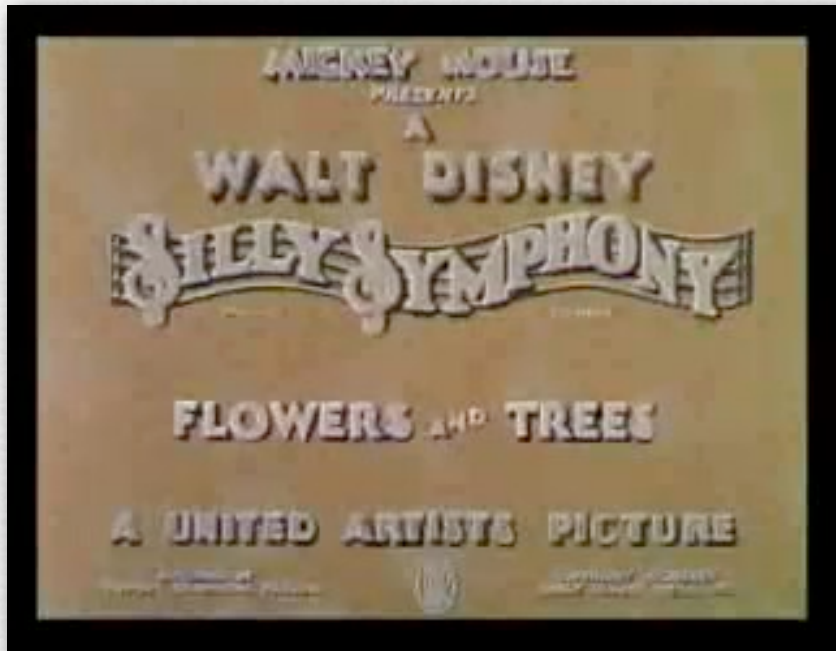 MICKEY MOUSE
PRESENTS
A
WALT DISNEY
SILLY SYMPHONY
FLOWERS AND TREES
A UNITED ARTISTS PICTURE